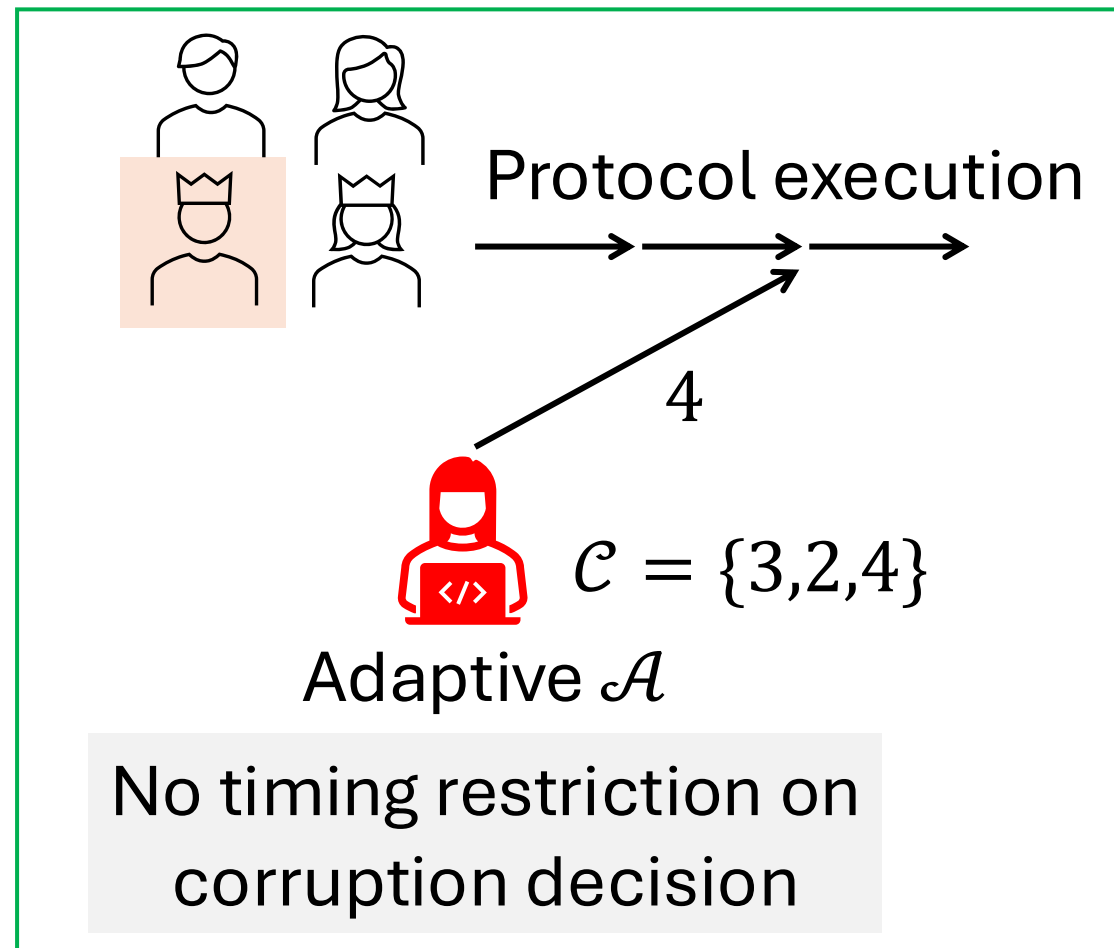 Protocol execution
4
</>
𝒞 = {3,2,4}
Adaptive 𝒜
No timing restriction on
corruption decision